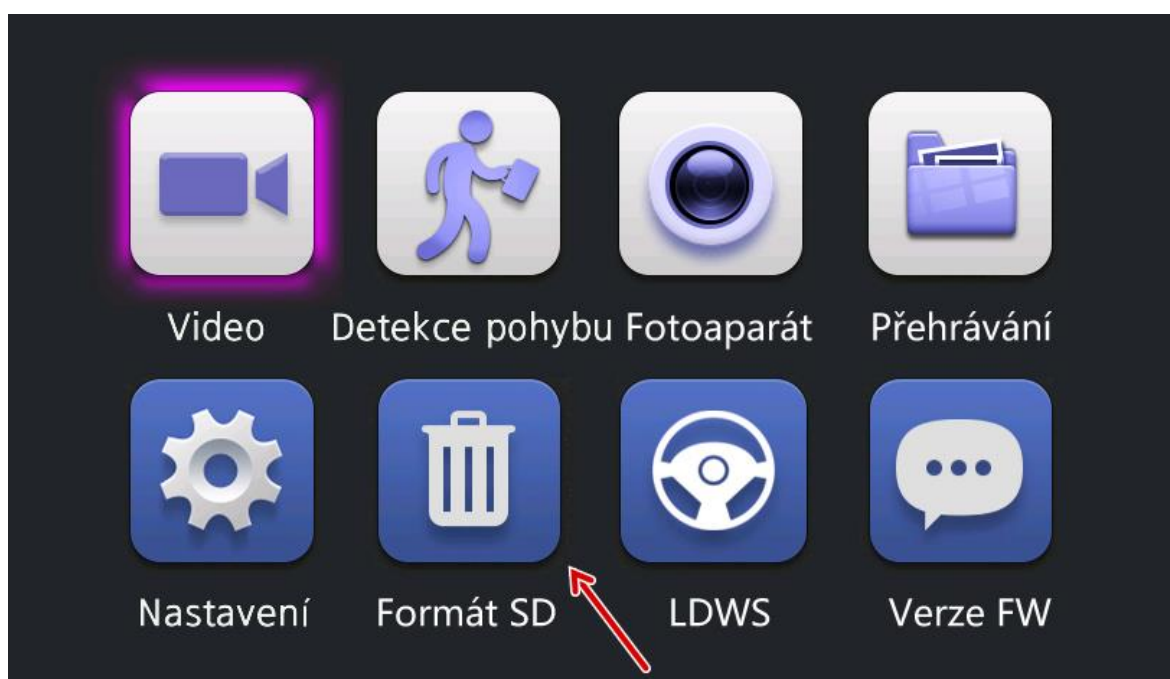 Video Detekce pohybu Fotoaparát Přehrávání
Nastavení Formát SD LDWS Verze FW